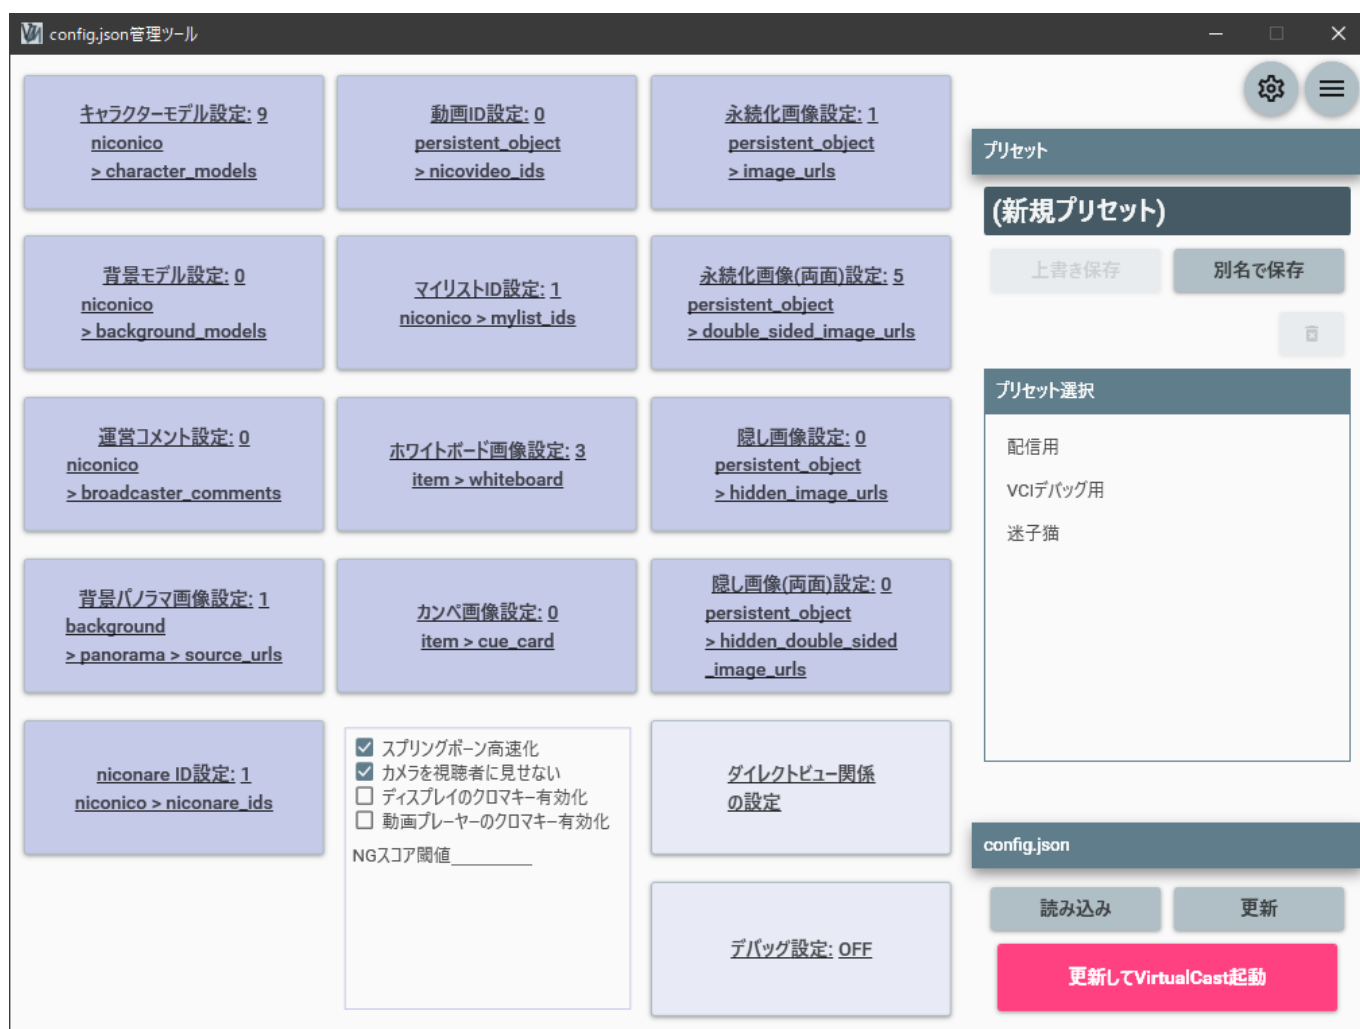 config.json管理ツール
キャラクターモデル設定: 9
niconico
> character_models
動画ID設定: 0
persistent_object
> nicovideo_ids
永続化画像設定: 1
persistent_object
> image_urls
背景モデル設定: 0
niconico
> background_models
マイリストID設定: 1
niconico > mylist_ids
永続化画像(両面)設定: 5
persistent_object
> double_sided_image_urls
運営コメント設定: 0
niconico
> broadcaster_comments
ホワイトボード画像設定: 3
item > whiteboard
隠し画像設定: 0
persistent_object
> hidden_image_urls
背景パノラマ画像設定: 1
background
> panorama > source_urls
カンペ画像設定: 0
item > cue_card
隠し画像(両面)設定: 0
persistent_object
> hidden_double_sided
_image_urls
niconare ID設定: 1
niconico > niconare_ids
スプリングボーン高速化
カメラを視聴者に見せない
ディスプレイのクロマキー有効化
動画プレーヤーのクロマキー有効化
NGスコア閾値
ダイレクトビュー関係
の設定
デバッグ設定: OFF
プリセット
(新規プリセット)
上書き保存
別名で保存
プリセット選択
配信用
VCIデバッグ用
迷子猫
config.json
読み込み
更新
更新してVirtualCast起動